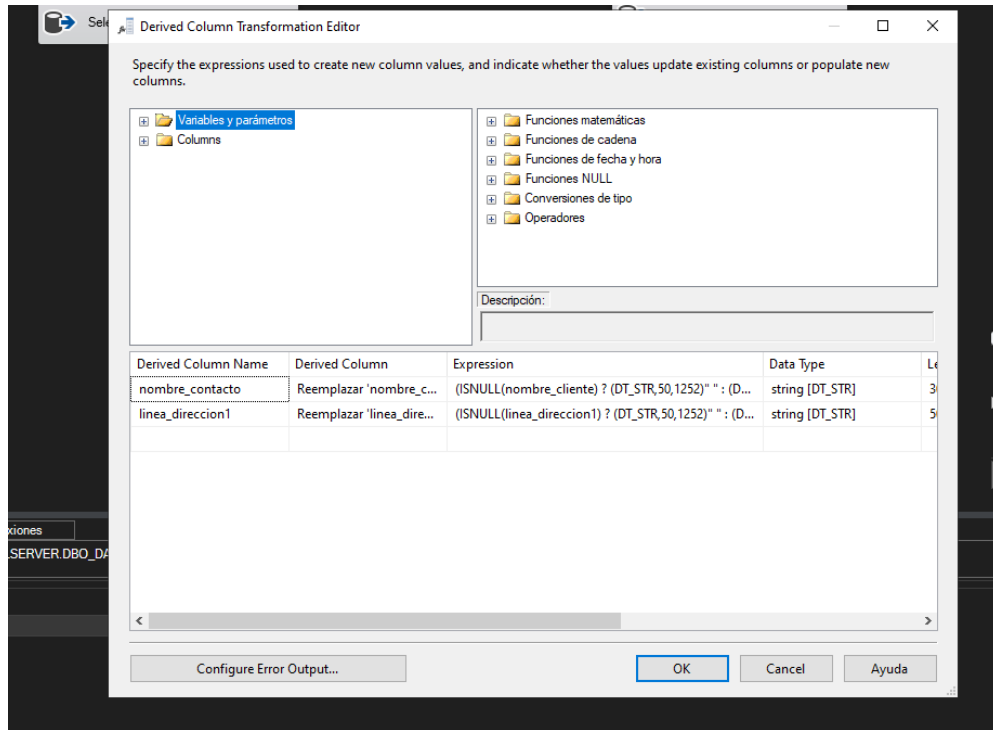 Sele
Derived Column Transformation Editor
Specify the expressions used to create new column values, and indicate whether the values update existing columns or populate new
columns.
Variables y parámetros
Columns
Funciones matemáticas
Funciones de cadena
Funciones de fecha y hora
Funciones NULL
Conversiones de tipo
Operadores
Descripción:
Derived Column Name Derived Column Expression Data Type Le
nombre_contacto Reemplazar 'nombre_c... (ISNULL(nombre_cliente) ? (DT_STR,50,1252)" " : (D... string [DT_STR] 3
linea_direccion1 Reemplazar 'linea_dire... (ISNULL(linea_direccion1) ? (DT_STR,50,1252)" " : (D... string [DT_STR] 5
xiones
.SERVER.DBO_DA
Configure Error Output... OK Cancel Ayuda